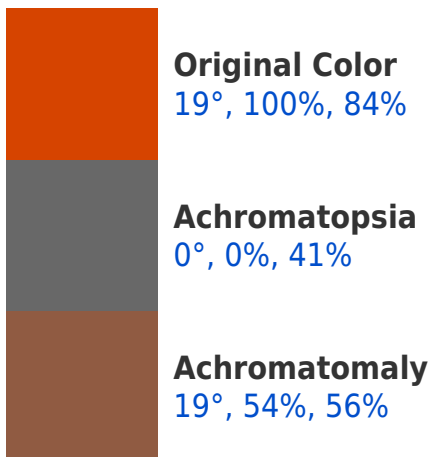 Original Color
19°, 100%, 84%
Achromatopsia
0°, 0%, 41%
Achromatomaly
19°, 54%, 56%